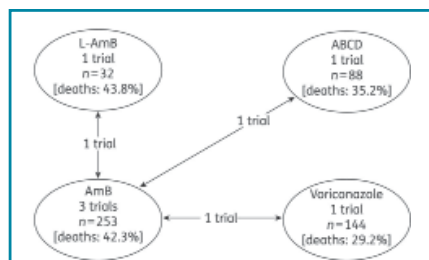 L-AmB
1 trial
n=32
[deaths: 43.8%]
ABCD
1 trial
n=88
[deaths: 35.2%]
1 trial
1 trial
AmB
3 trials
n=253
[deaths: 42.3%]
1 trial
Voriconazole
1 trial
n=144
[deaths: 29.2%]